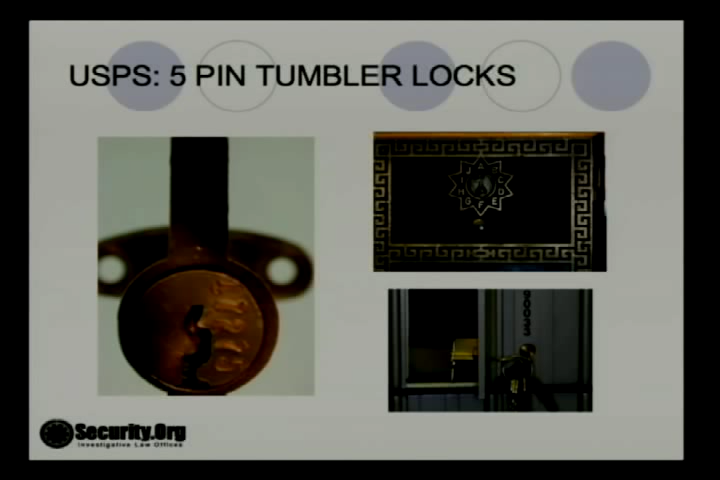 USPS: 5 PIN TUMBLER LOCKS
J A B
I C
H D
G F E
Security.Org
Investigative Law Offices